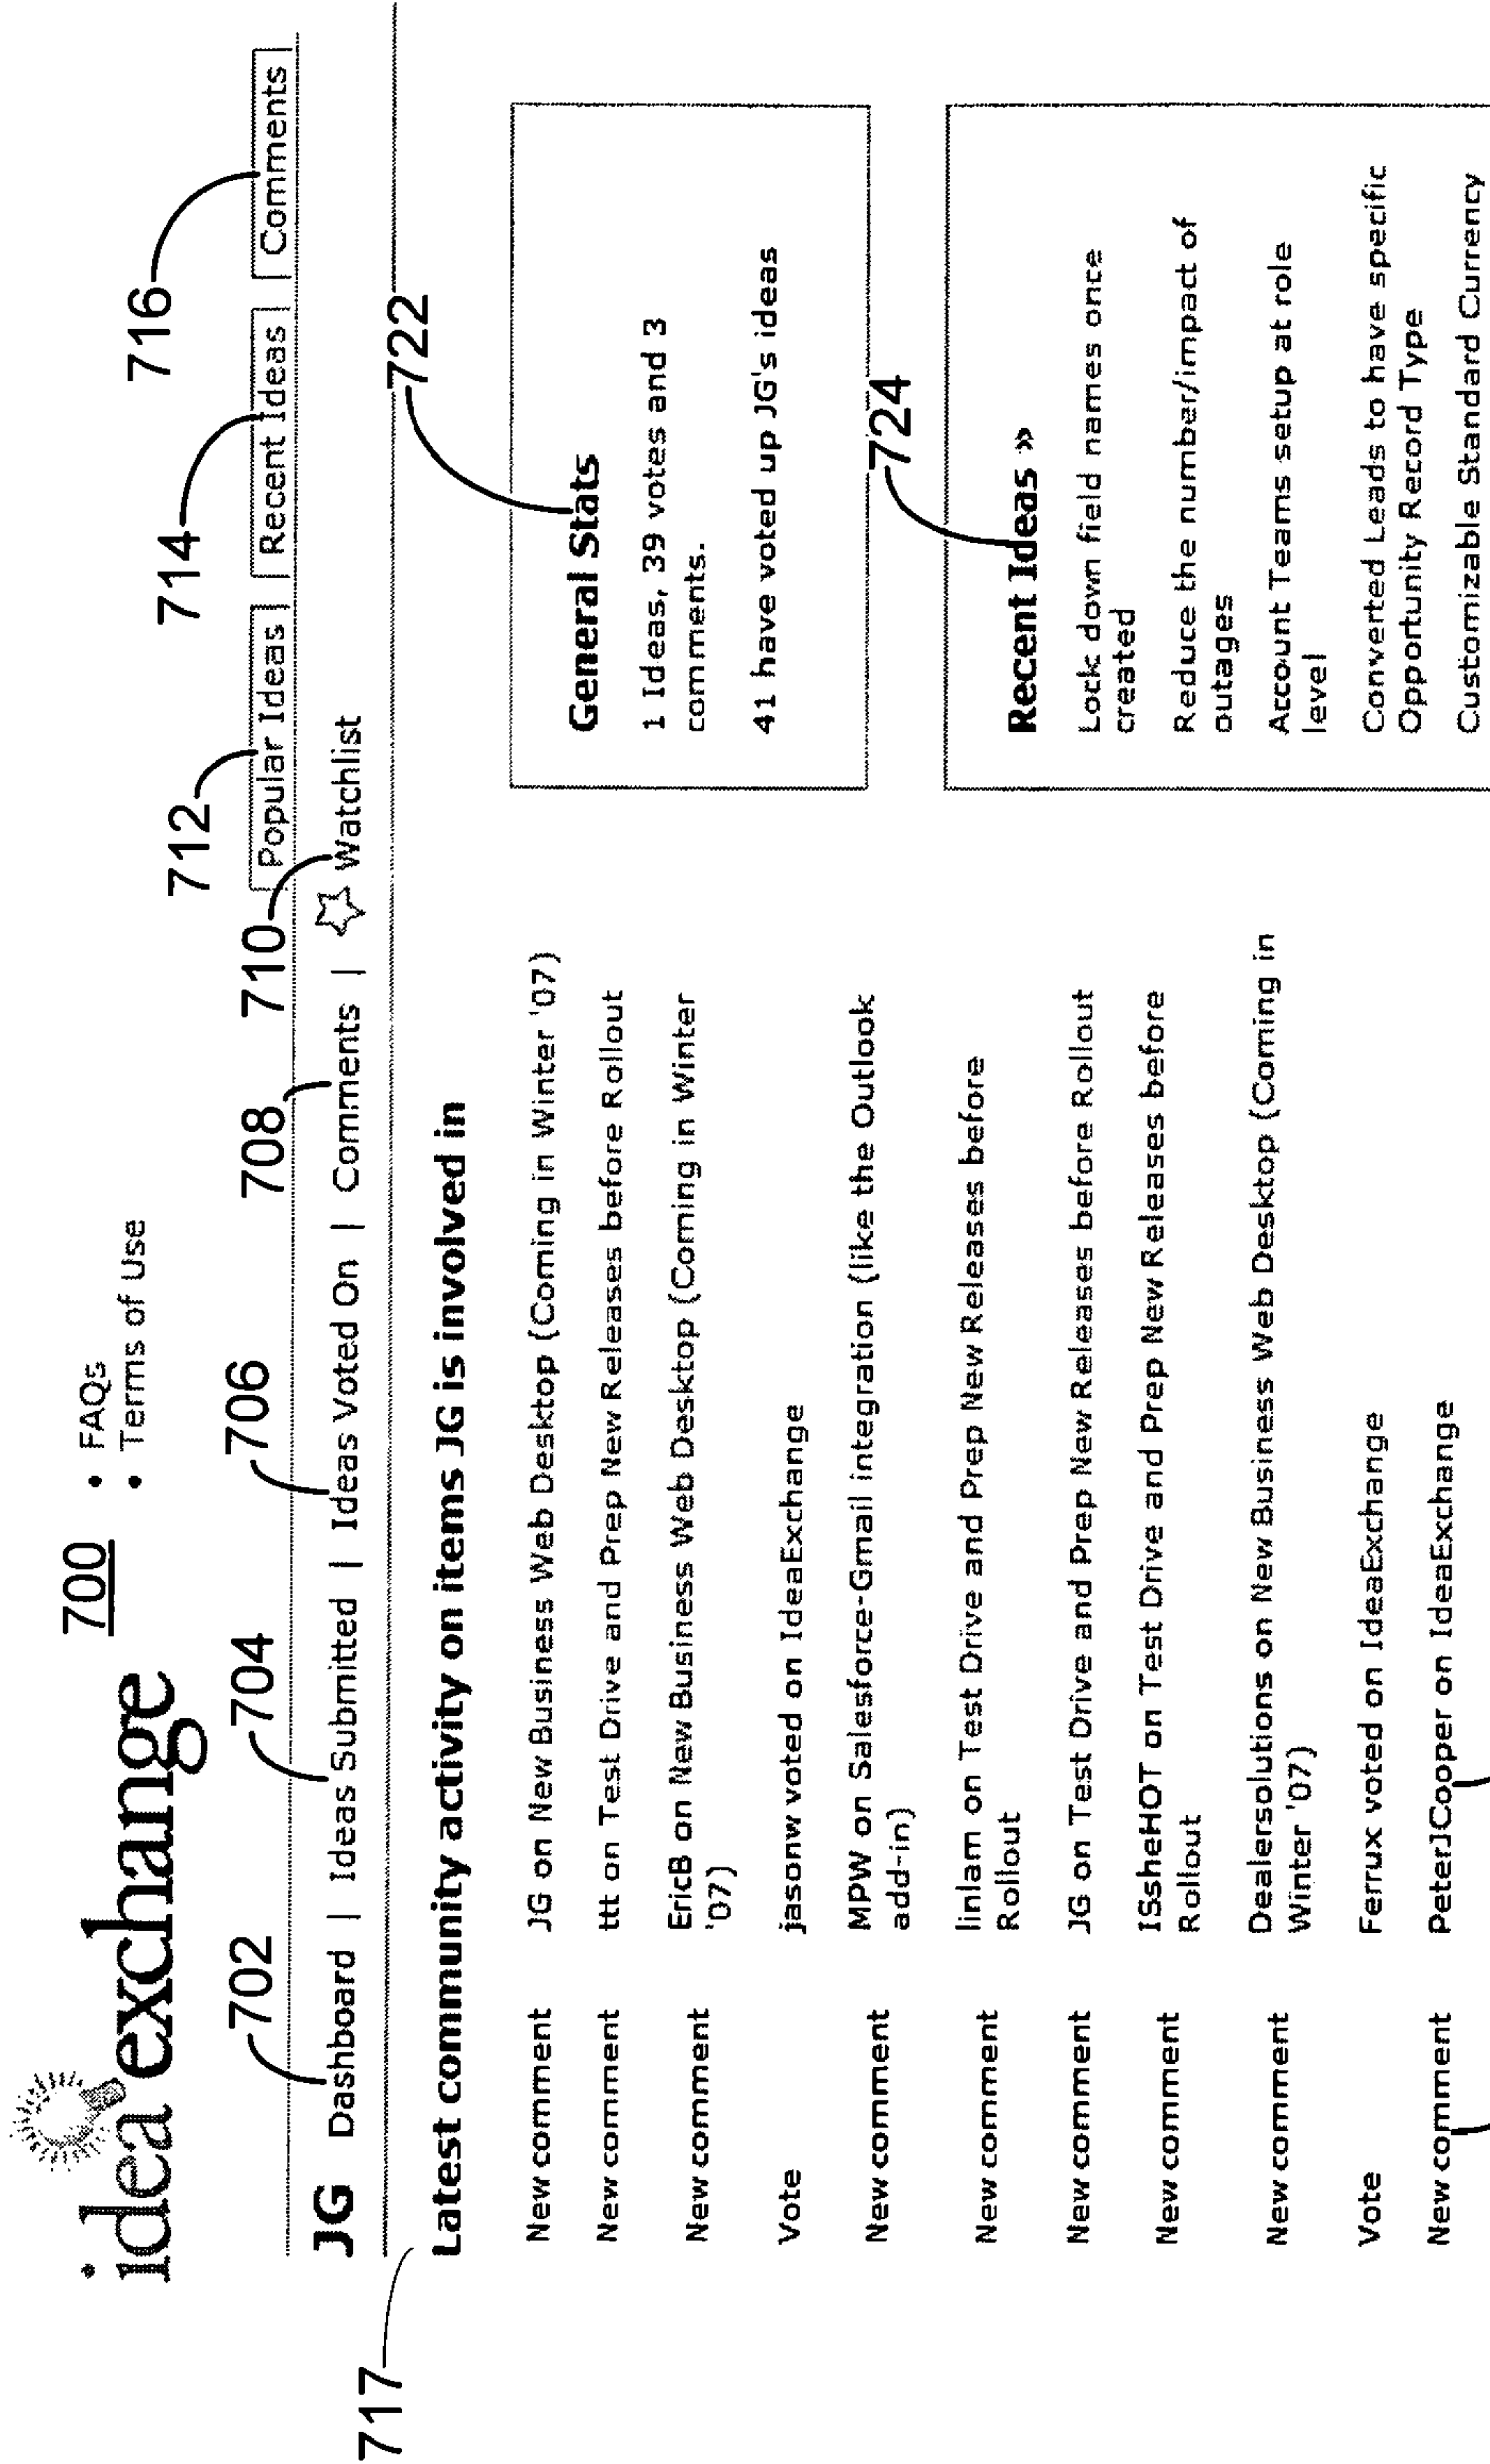 idea exchange
700
• FAQs
• Terms of Use
702
704
706
708
710
712
714
716
Popular Ideas
Recent Ideas
Comments
JG Dashboard | Ideas Submitted | Ideas Voted On | Comments | Watchlist
717
Latest community activity on items JG is involved in
New comment JG on New Business Web Desktop (Coming in Winter '07)
New comment ttt on Test Drive and Prep New Releases before Rollout
New comment EricB on New Business Web Desktop (Coming in Winter
'07)
Vote jasonw voted on IdeaExchange
New comment MPW on Salesforce-Gmail integration (like the Outlook
add-in)
New comment linlam on Test Drive and Prep New Releases before
Rollout
New comment JG on Test Drive and Prep New Releases before Rollout
New comment ISsheHOT on Test Drive and Prep New Releases before
Rollout
New comment Dealersolutions on New Business Web Desktop (Coming in
Winter '07)
Vote Ferrux voted on IdeaExchange
New comment PeterJCooper on IdeaExchange
722
General Stats
1 Ideas, 39 votes and 3
comments.
41 have voted up JG's ideas
724
Recent Ideas »
Lock down field names once
created
Reduce the number/impact of
outages
Account Teams setup at role
level
Converted Leads to have specific
Opportunity Record Type
Customizable Standard Currency